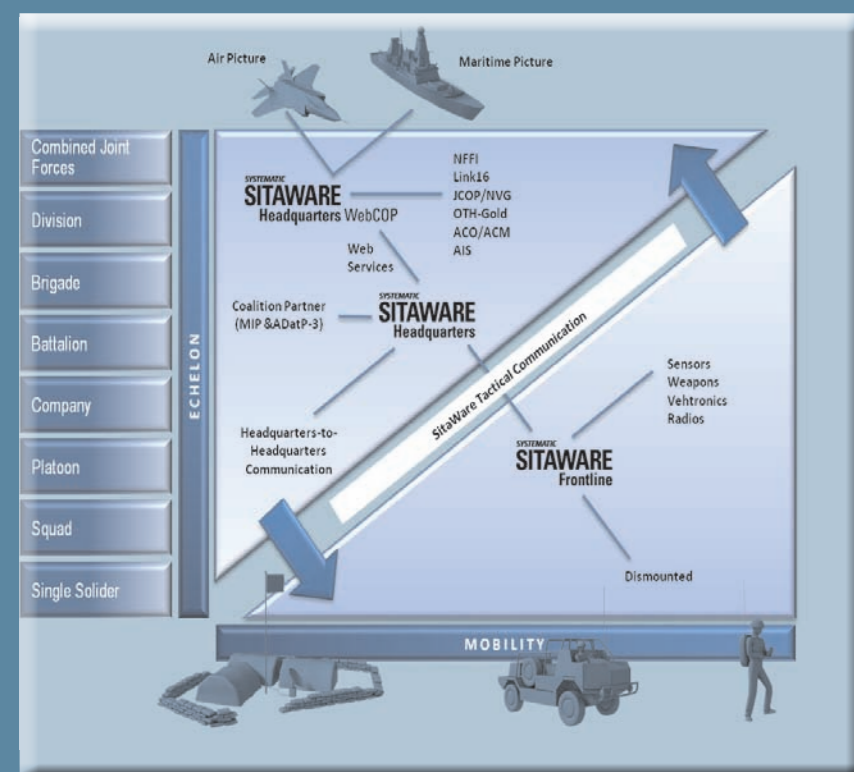 Air Picture
Maritime Picture
Combined Joint
Forces
Division
Brigade
Battalion
Company
Platoon
Squad
Single Solider
ECHELON
SYSTEMATIC
SITAWARE
Headquarters WebCOP
NFFI
Link16
JCOP/NVG
OTH-Gold
ACO/ACM
AIS
Web
Services
Coalition Partner
(MIP &ADatP-3)
SYSTEMATIC
SITAWARE
Headquarters
Headquarters-to-
Headquarters
Communication
SitaWare Tactical Communication
Sensors
Weapons
Vehtronics
Radios
SYSTEMATIC
SITAWARE
Frontline
Dismounted
MOBILITY